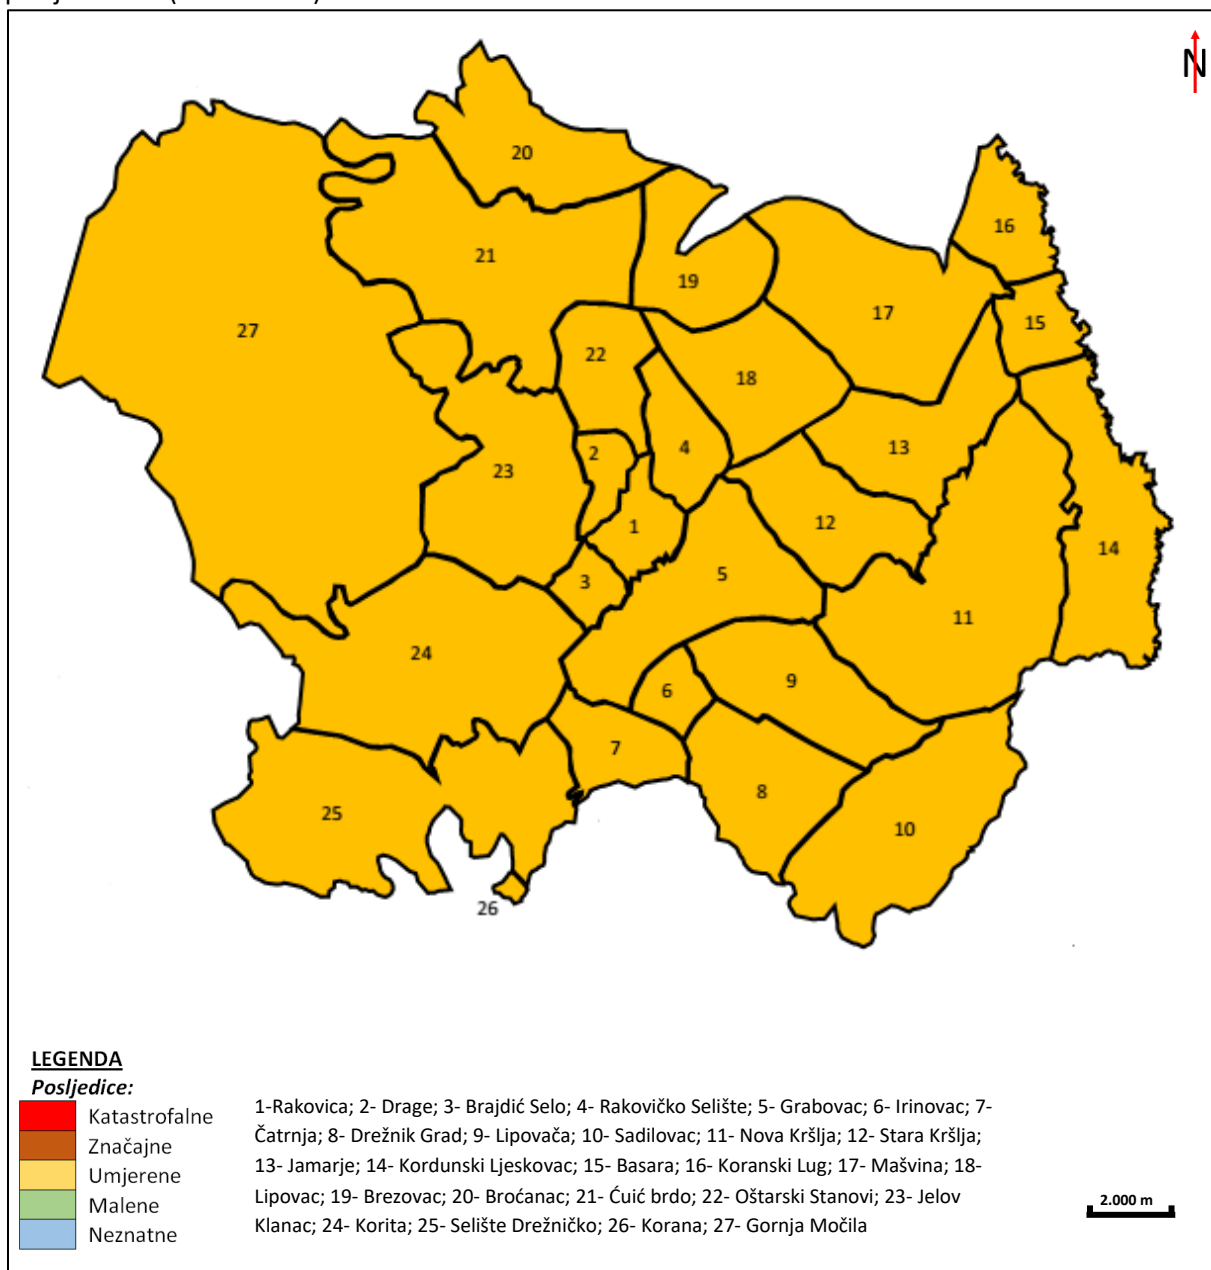 N
20
16
21
19
17
15
27
22
18
13
4
2
23
12
1
14
5
3
11
24
9
6
7
8
25
10
26
LEGENDA
Posljedice:
Katastrofalne
Značajne
Umjerene
Malene
Neznatne
1-Rakovica; 2- Drage; 3- Brajdić Selo; 4- Rakovičko Selište; 5- Grabovac; 6- Irinovac; 7-
Čatrnja; 8- Drežnik Grad; 9- Lipovača; 10- Sadilovac; 11- Nova Kršlja; 12- Stara Kršlja;
13- Jamarje; 14- Kordunski Ljeskovac; 15- Basara; 16- Koranski Lug; 17- Mašvina; 18-
Lipovac; 19- Brezovac; 20- Broćanac; 21- Ćuić brdo; 22- Oštarski Stanovi; 23- Jelov
Klanac; 24- Korita; 25- Selište Drežničko; 26- Korana; 27- Gornja Močila
2.000 m